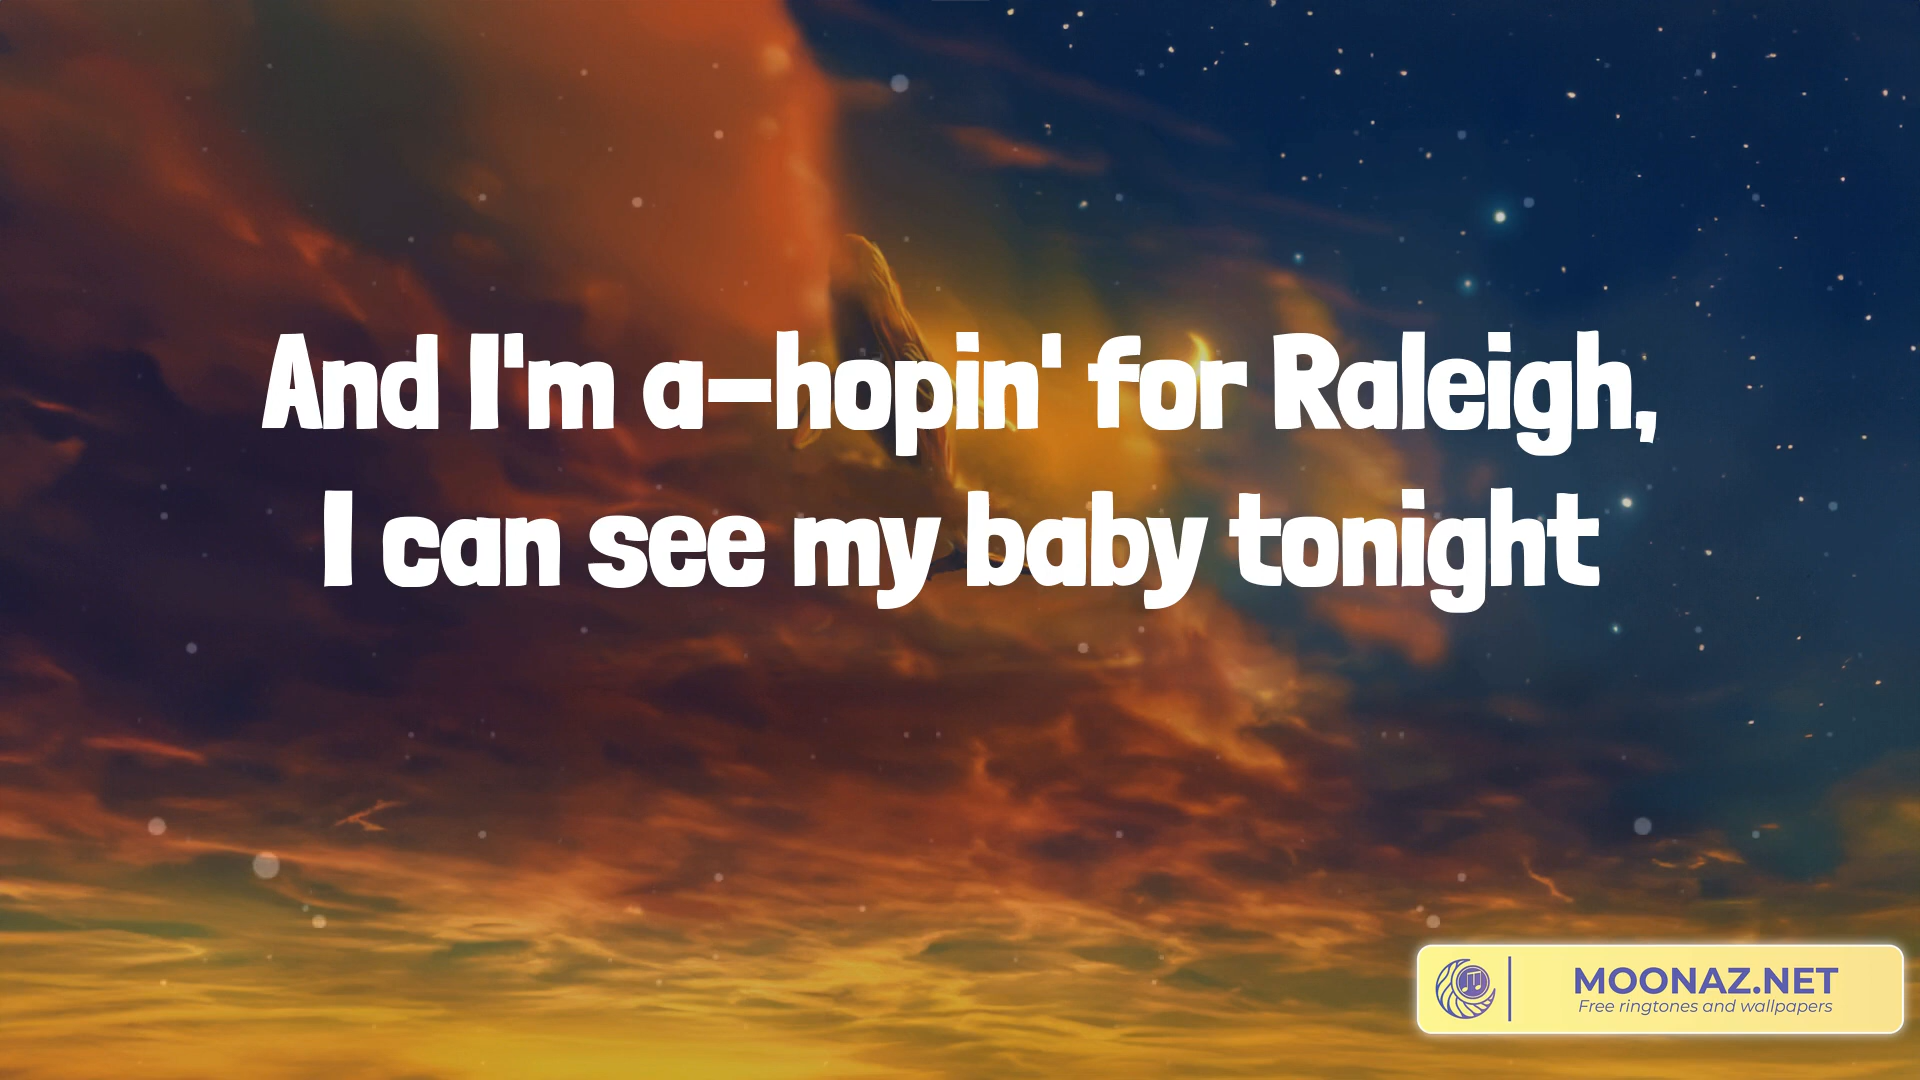 And I'm a-hopin' for Raleigh,
I can see my baby tonight
MOONAZ.NET
Free ringtones and wallpapers